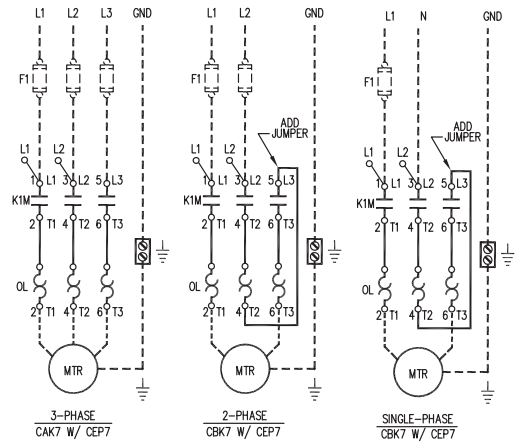 L1 L2 L3 GND
F1
L1 L2
1 L1 3 L2 5 L3
K1M
2 T1 4 T2 6 T3
OL
2 T1 4 T2 6 T3
MTR
3-PHASE
CAK7 W/ CEP7
L1 L2 GND
F1
ADD
JUMPER
L1 L2
1 L1 3 L2 5 L3
K1M
2 T1 4 T2 6 T3
OL
2 T1 4 T2 6 T3
MTR
2-PHASE
CBK7 W/ CEP7
L1 N GND
F1
ADD
JUMPER
L1 L2
1 L1 3 L2 5 L3
K1M
2 T1 4 T2 6 T3
OL
2 T1 4 T2 6 T3
MTR
SINGLE-PHASE
CBK7 W/ CEP7